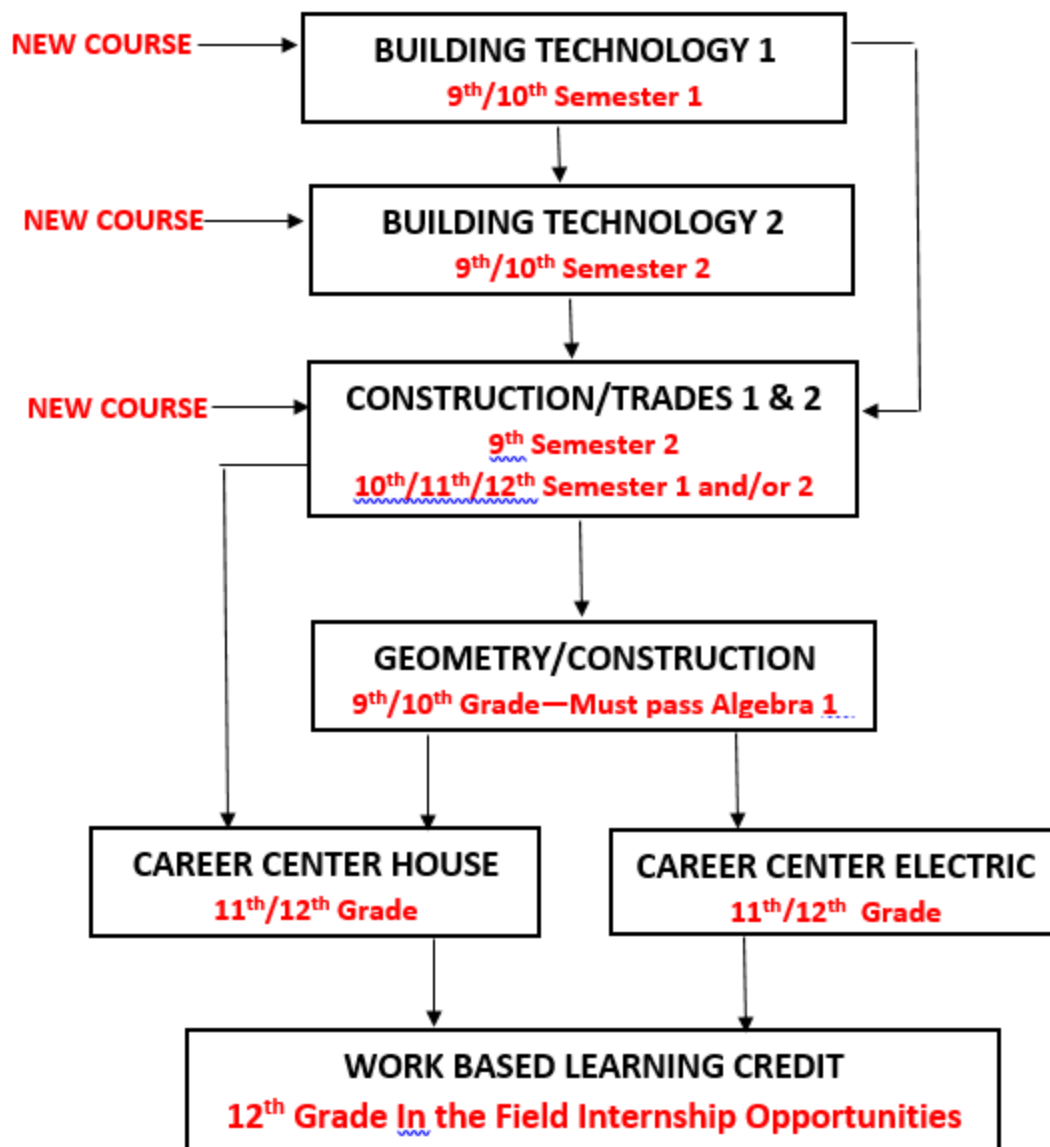 NEW COURSE
BUILDING TECHNOLOGY 1
9th/10th Semester 1
NEW COURSE
BUILDING TECHNOLOGY 2
9th/10th Semester 2
NEW COURSE
CONSTRUCTION/TRADES 1 & 2
9th Semester 2
10th/11th/12th Semester 1 and/or 2
GEOMETRY/CONSTRUCTION
9th/10th Grade—Must pass Algebra 1
CAREER CENTER HOUSE
11th/12th Grade
CAREER CENTER ELECTRIC
11th/12th Grade
WORK BASED LEARNING CREDIT
12th Grade In the Field Internship Opportunities